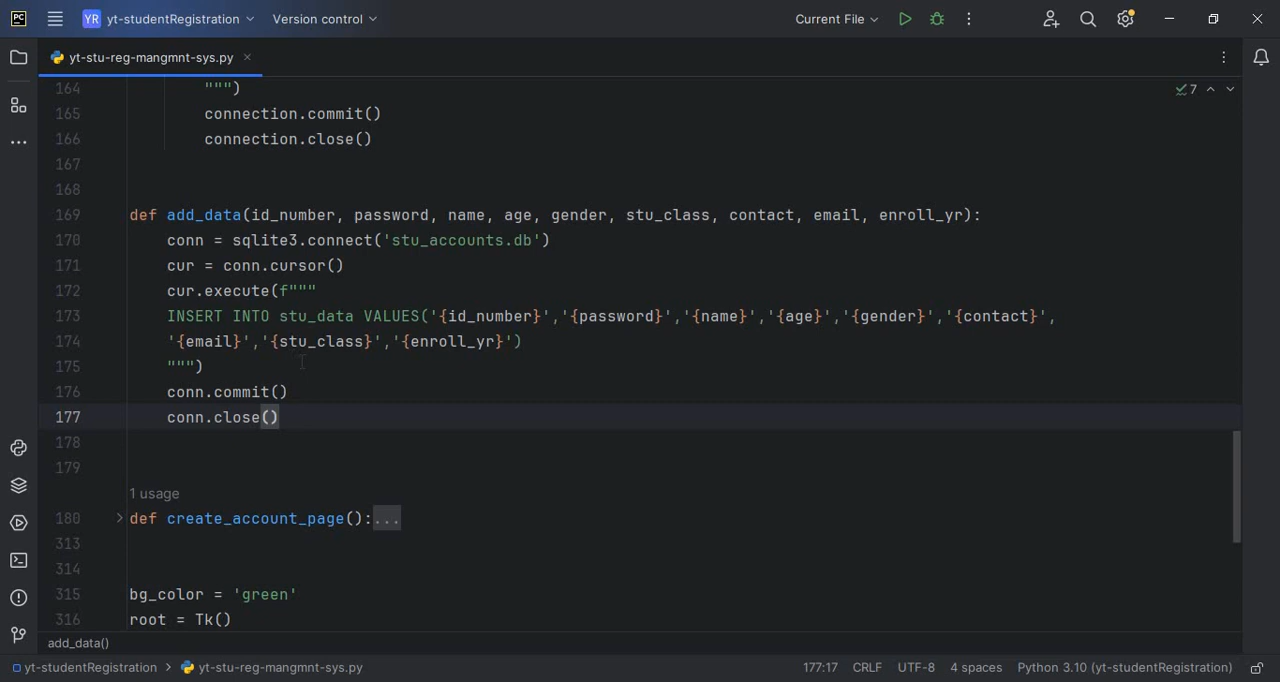 PC YR yt-studentRegistration Version control Current File
yt-stu-reg-mangmnt-sys.py
164 """)
7
165 connection.commit()
166 connection.close()
167
168
169 def add_data(id_number, password, name, age, gender, stu_class, contact, email, enroll_yr):
170 conn = sqlite3.connect('stu_accounts.db')
171 cur = conn.cursor()
172 cur.execute(f"""
173 INSERT INTO stu_data VALUES('{id_number}','{password}','{name}','{age}','{gender}','{contact}',
174 '{email}','{stu_class}','{enroll_yr}')
175 """)
176 conn.commit()
177 conn.close()
178
179
1 usage
180 def create_account_page():...
313
314
315 bg_color = 'green'
316 root = Tk()
add_data()
yt-studentRegistration yt-stu-reg-mangmnt-sys.py 177:17 CRLF UTF-8 4 spaces Python 3.10 (yt-studentRegistration)